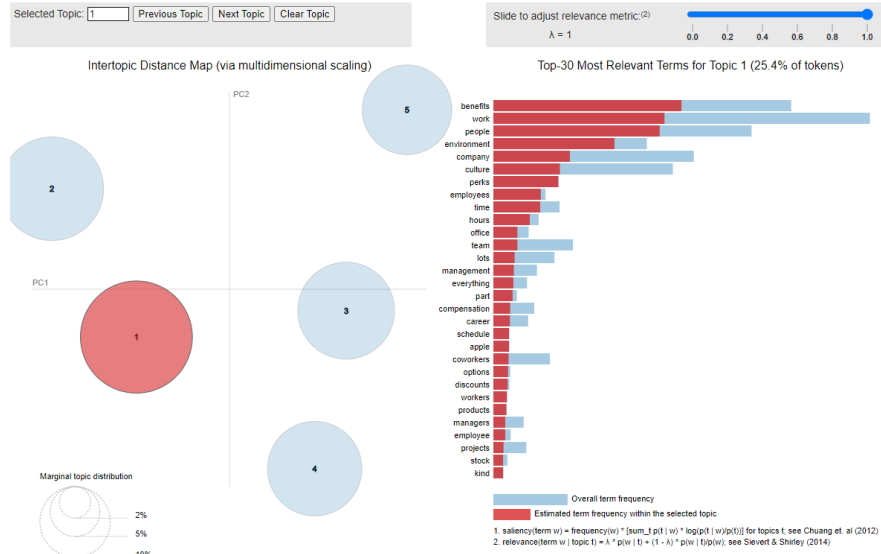 Selected Topic: 1 Previous Topic Next Topic Clear Topic
Slide to adjust relevance metric:(2)
λ = 1
0.0 0.2 0.4 0.6 0.8 1.0
Intertopic Distance Map (via multidimensional scaling)
PC2
PC1
5
2
3
1
4
Marginal topic distribution
2%
5%
10%
Top-30 Most Relevant Terms for Topic 1 (25.4% of tokens)
benefits
work
people
environment
company
culture
perks
employees
time
hours
office
team
lots
management
everything
part
compensation
career
schedule
apple
coworkers
options
discounts
workers
products
managers
employee
projects
stock
kind
Overall term frequency
Estimated term frequency within the selected topic
1. saliency(term w) = frequency(w) * [sum_t p(t | w) * log(p(t | w)/p(t))] for topics t; see Chuang et. al (2012)
2. relevance(term w | topic t) = λ * p(w | t) + (1 - λ) * p(w | t)/p(w); see Sievert & Shirley (2014)